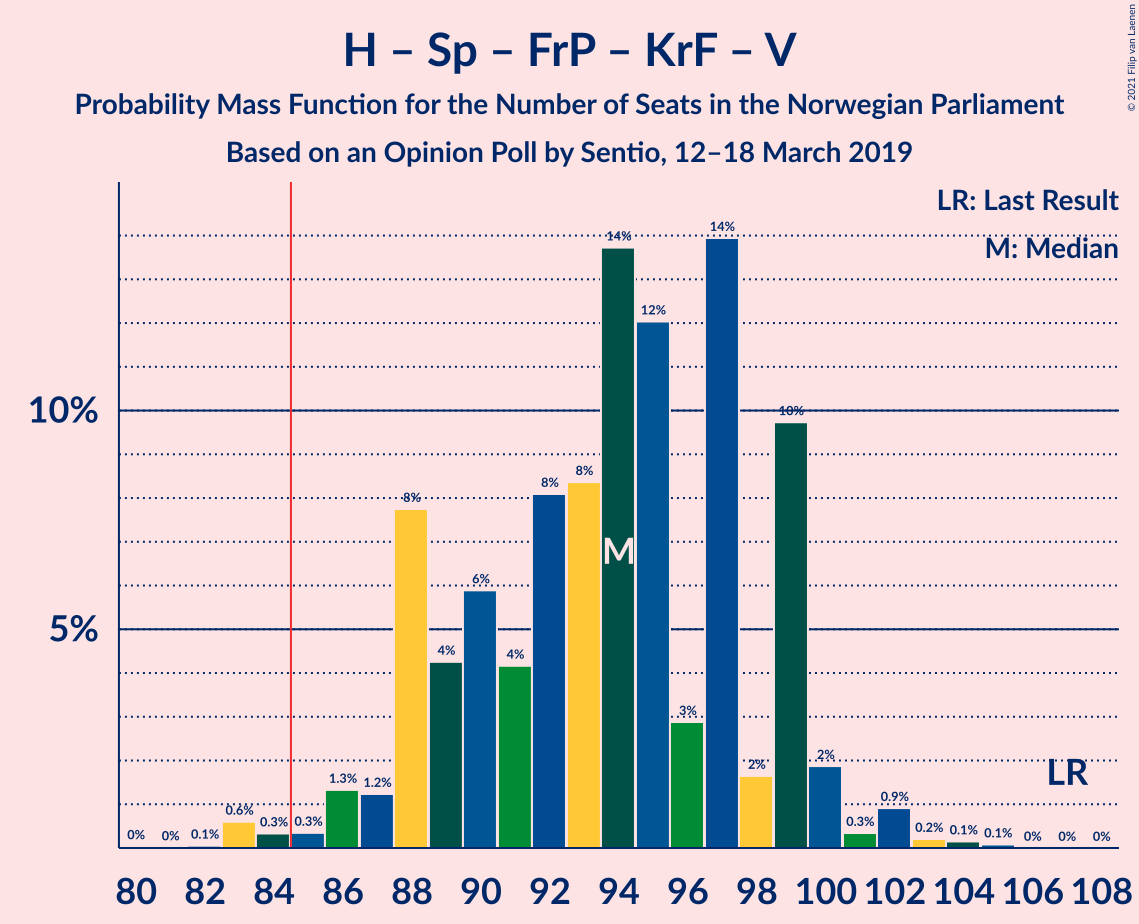 H – Sp – FrP – KrF – V
Probability Mass Function for the Number of Seats in the Norwegian Parliament
Based on an Opinion Poll by Sentio, 12–18 March 2019
© 2021 Filip van Laenen
LR: Last Result
M: Median
10%
5%
0% 0% 0.1% 0.6% 0.3% 0.3% 1.3% 1.2% 8% 4% 6% 4% 8% 8% 14% 12% 3% 14% 2% 10% 2% 0.3% 0.9% 0.2% 0.1% 0.1% 0% 0% 0%
M
LR
80 82 84 86 88 90 92 94 96 98 100 102 104 106 108